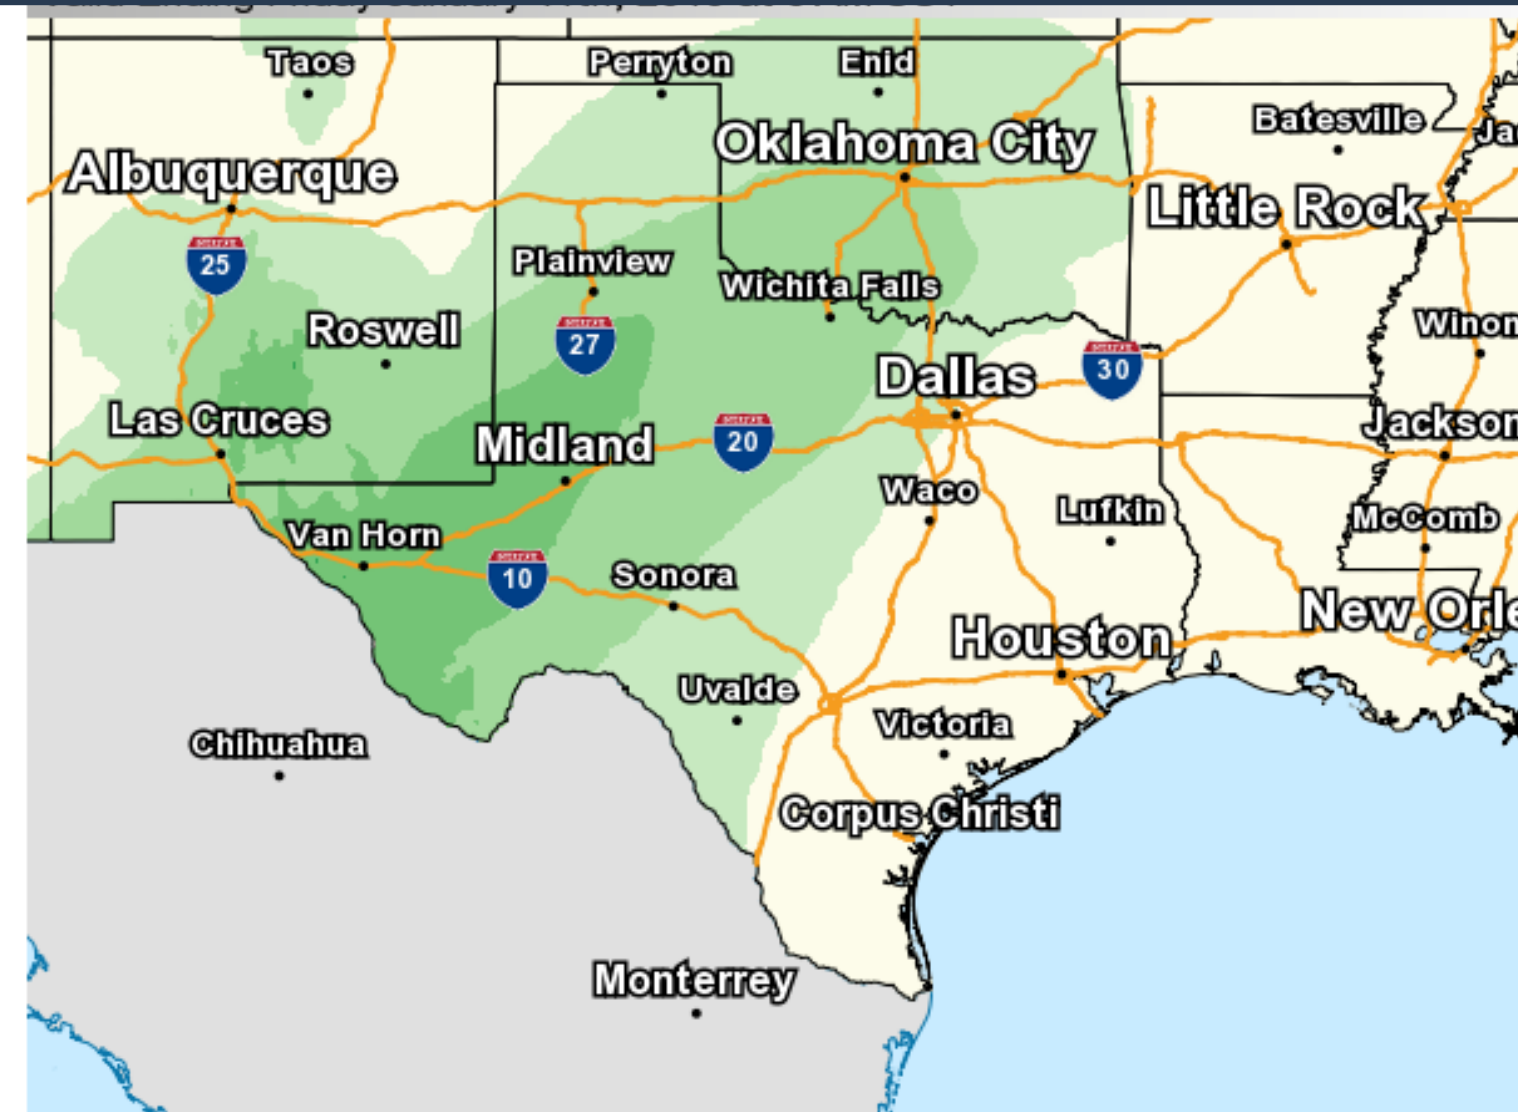 Taos
Perryton
Enid
Batesville
Oklahoma City
Albuquerque
Little Rock
25
Plainview
Wichita Falls
Roswell
27
Winon
Dallas
30
Las Cruces
Midland
20
Jackson
Waco
Lufkin
McComb
Van Horn
10
Sonora
New Orle
Houston
Uvalde
Victoria
Chihuahua
Corpus Christi
Monterrey